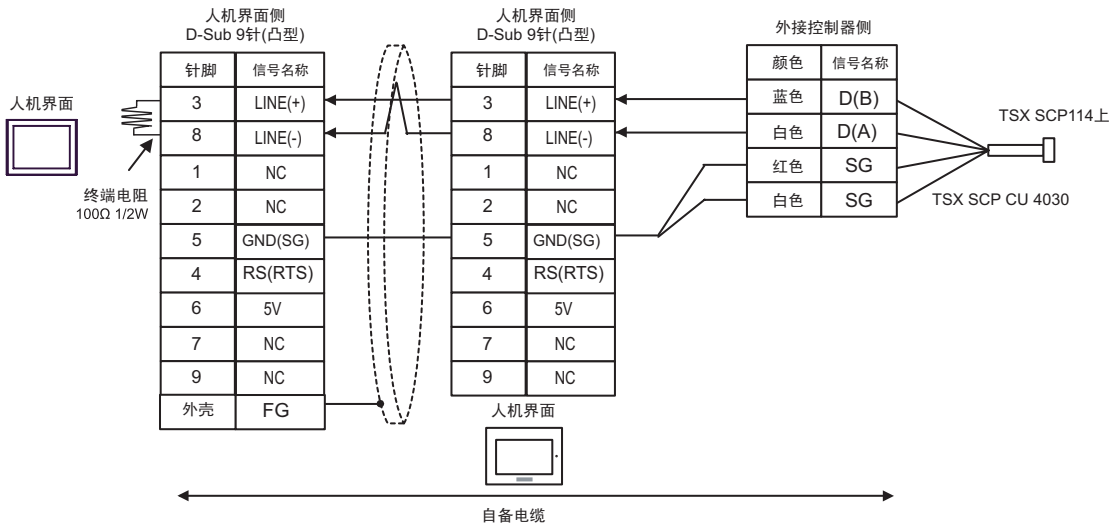 人机界面侧
D-Sub 9针(凸型)
人机界面侧
D-Sub 9针(凸型)
外接控制器侧
人机界面
终端电阻
100Ω 1/2W
针脚 信号名称
3 LINE(+)
8 LINE(-)
1 NC
2 NC
5 GND(SG)
4 RS(RTS)
6 5V
7 NC
9 NC
外壳 FG
针脚 信号名称
3 LINE(+)
8 LINE(-)
1 NC
2 NC
5 GND(SG)
4 RS(RTS)
6 5V
7 NC
9 NC
人机界面
颜色 信号名称
蓝色 D(B)
白色 D(A)
红色 SG
白色 SG
TSX SCP114上
TSX SCP CU 4030
自备电缆